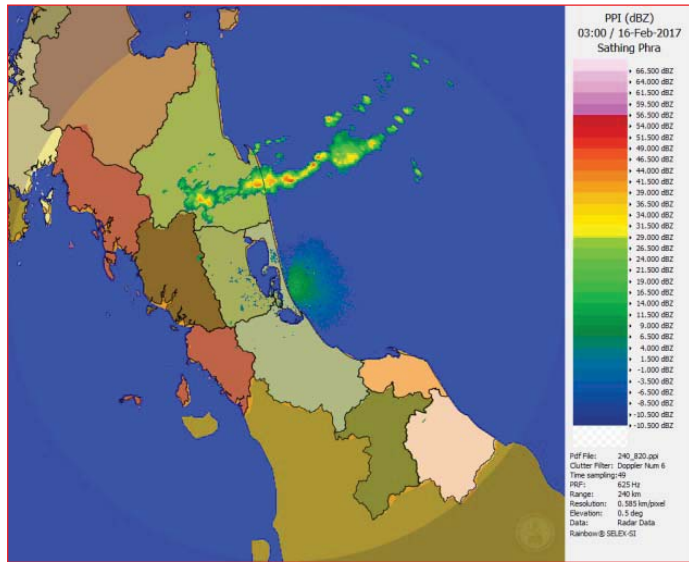 PPI (dBZ)
03:00 / 16-Feb-2017
Sathing Phra
66.500 dBZ
64.000 dBZ
61.500 dBZ
59.500 dBZ
56.500 dBZ
54.000 dBZ
51.500 dBZ
49.000 dBZ
46.500 dBZ
44.000 dBZ
41.500 dBZ
39.000 dBZ
36.500 dBZ
34.000 dBZ
31.500 dBZ
29.000 dBZ
26.500 dBZ
24.000 dBZ
21.500 dBZ
19.000 dBZ
16.500 dBZ
14.000 dBZ
11.500 dBZ
9.000 dBZ
6.500 dBZ
4.000 dBZ
1.500 dBZ
-1.000 dBZ
-3.500 dBZ
-6.000 dBZ
-8.500 dBZ
-10.500 dBZ
-10.500 dBZ
Pdf File: 240_820.ppi
Clutter Filter: Doppler Num 6
Time sampling:49
PRF: 625 Hz
Range: 240 km
Resolution: 0.585 km/pixel
Elevation: 0.5 deg
Data: Radar Data
Rainbow® SELEX-SI